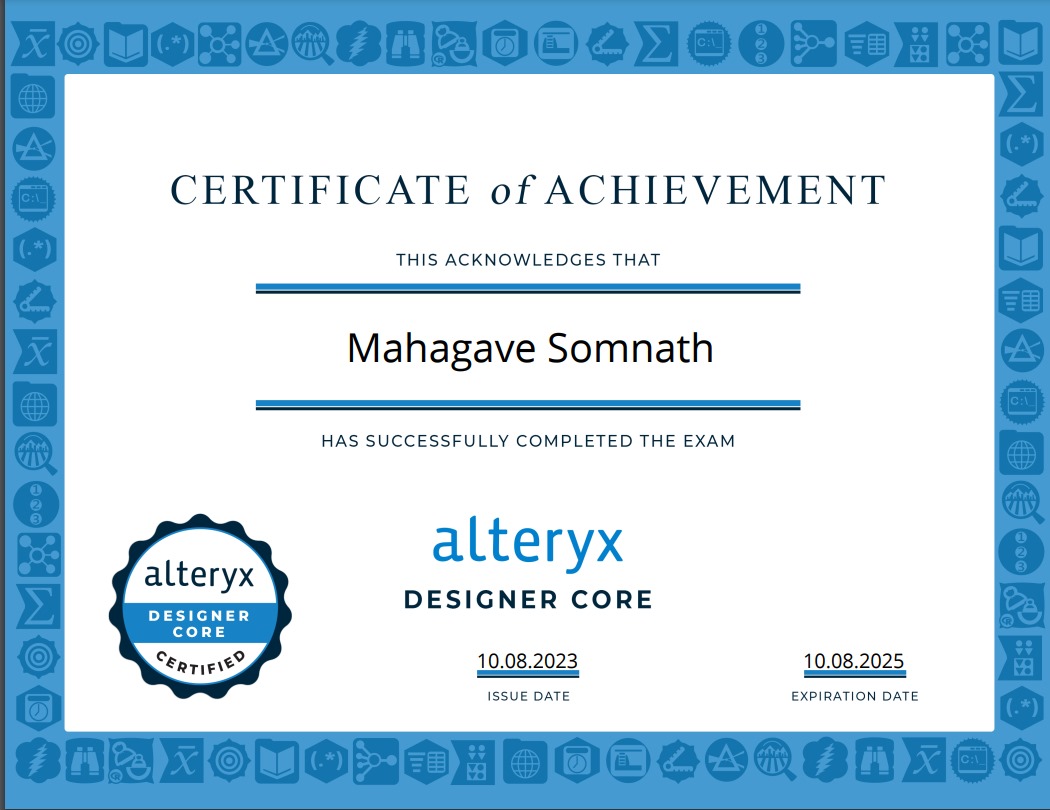 CERTIFICATE of ACHIEVEMENT
THIS ACKNOWLEDGES THAT
Mahagave Somnath
HAS SUCCESSFULLY COMPLETED THE EXAM
alteryx
DESIGNER CORE
alteryx
DESIGNER
CORE
CERTIFIED
10.08.2023
ISSUE DATE
10.08.2025
EXPIRATION DATE